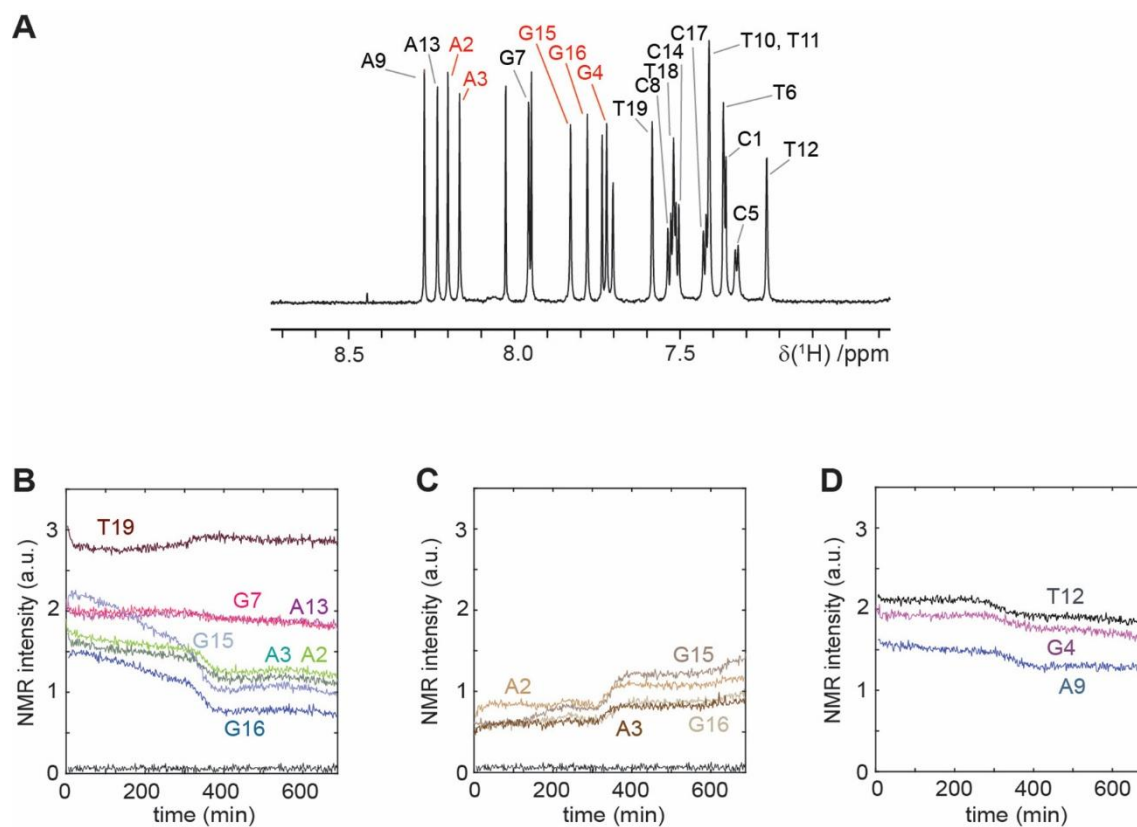 A
A9
A13
A2
A3
G7
G15
G16
G4
T19
C8
T18
C14
C17
T10, T11
T6
C1
T12
C5
8.5
8.0
7.5
δ(¹H) /ppm
B
NMR intensity (a.u.)
3
2
1
0
T19
G7
A13
G15
A3
A2
G16
0
200
400
600
time (min)
C
NMR intensity (a.u.)
3
2
1
0
A2
G15
G16
A3
0
200
400
600
time (min)
D
NMR intensity (a.u.)
3
2
1
0
T12
G4
A9
0
200
400
600
time (min)